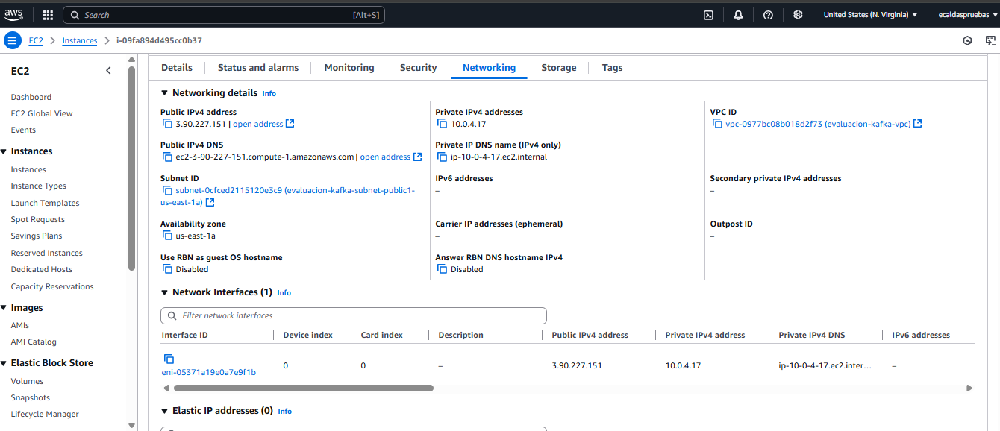 aws
Search
[Alt+S]
United States (N. Virginia)
ecaldaspruebas
EC2
Instances
i-09fa894d495cc0b37
EC2
Dashboard
EC2 Global View
Events
Instances
Instances
Instance Types
Launch Templates
Spot Requests
Savings Plans
Reserved Instances
Dedicated Hosts
Capacity Reservations
Images
AMIs
AMI Catalog
Elastic Block Store
Volumes
Snapshots
Lifecycle Manager
Details
Status and alarms
Monitoring
Security
Networking
Storage
Tags
Networking details Info
Public IPv4 address
3.90.227.151 | open address
Private IPv4 addresses
10.0.4.17
VPC ID
vpc-0977bc08b018d2f73 (evaluacion-kafka-vpc)
Public IPv4 DNS
ec2-3-90-227-151.compute-1.amazonaws.com | open address
Private IP DNS name (IPv4 only)
ip-10-0-4-17.ec2.internal
Subnet ID
subnet-0cfced2115120e3c9 (evaluacion-kafka-subnet-public1-
us-east-1a)
IPv6 addresses
–
Secondary private IPv4 addresses
–
Availability zone
us-east-1a
Carrier IP addresses (ephemeral)
–
Outpost ID
–
Use RBN as guest OS hostname
Disabled
Answer RBN DNS hostname IPv4
Disabled
Network Interfaces (1) Info
Filter network interfaces
Interface ID Device index Card index Description Public IPv4 address Private IPv4 address Private IPv4 DNS IPv6 addresses
eni-05371a19e0a7e9f1b 0 0 – 3.90.227.151 10.0.4.17 ip-10-0-4-17.ec2.inter... –
Elastic IP addresses (0) Info